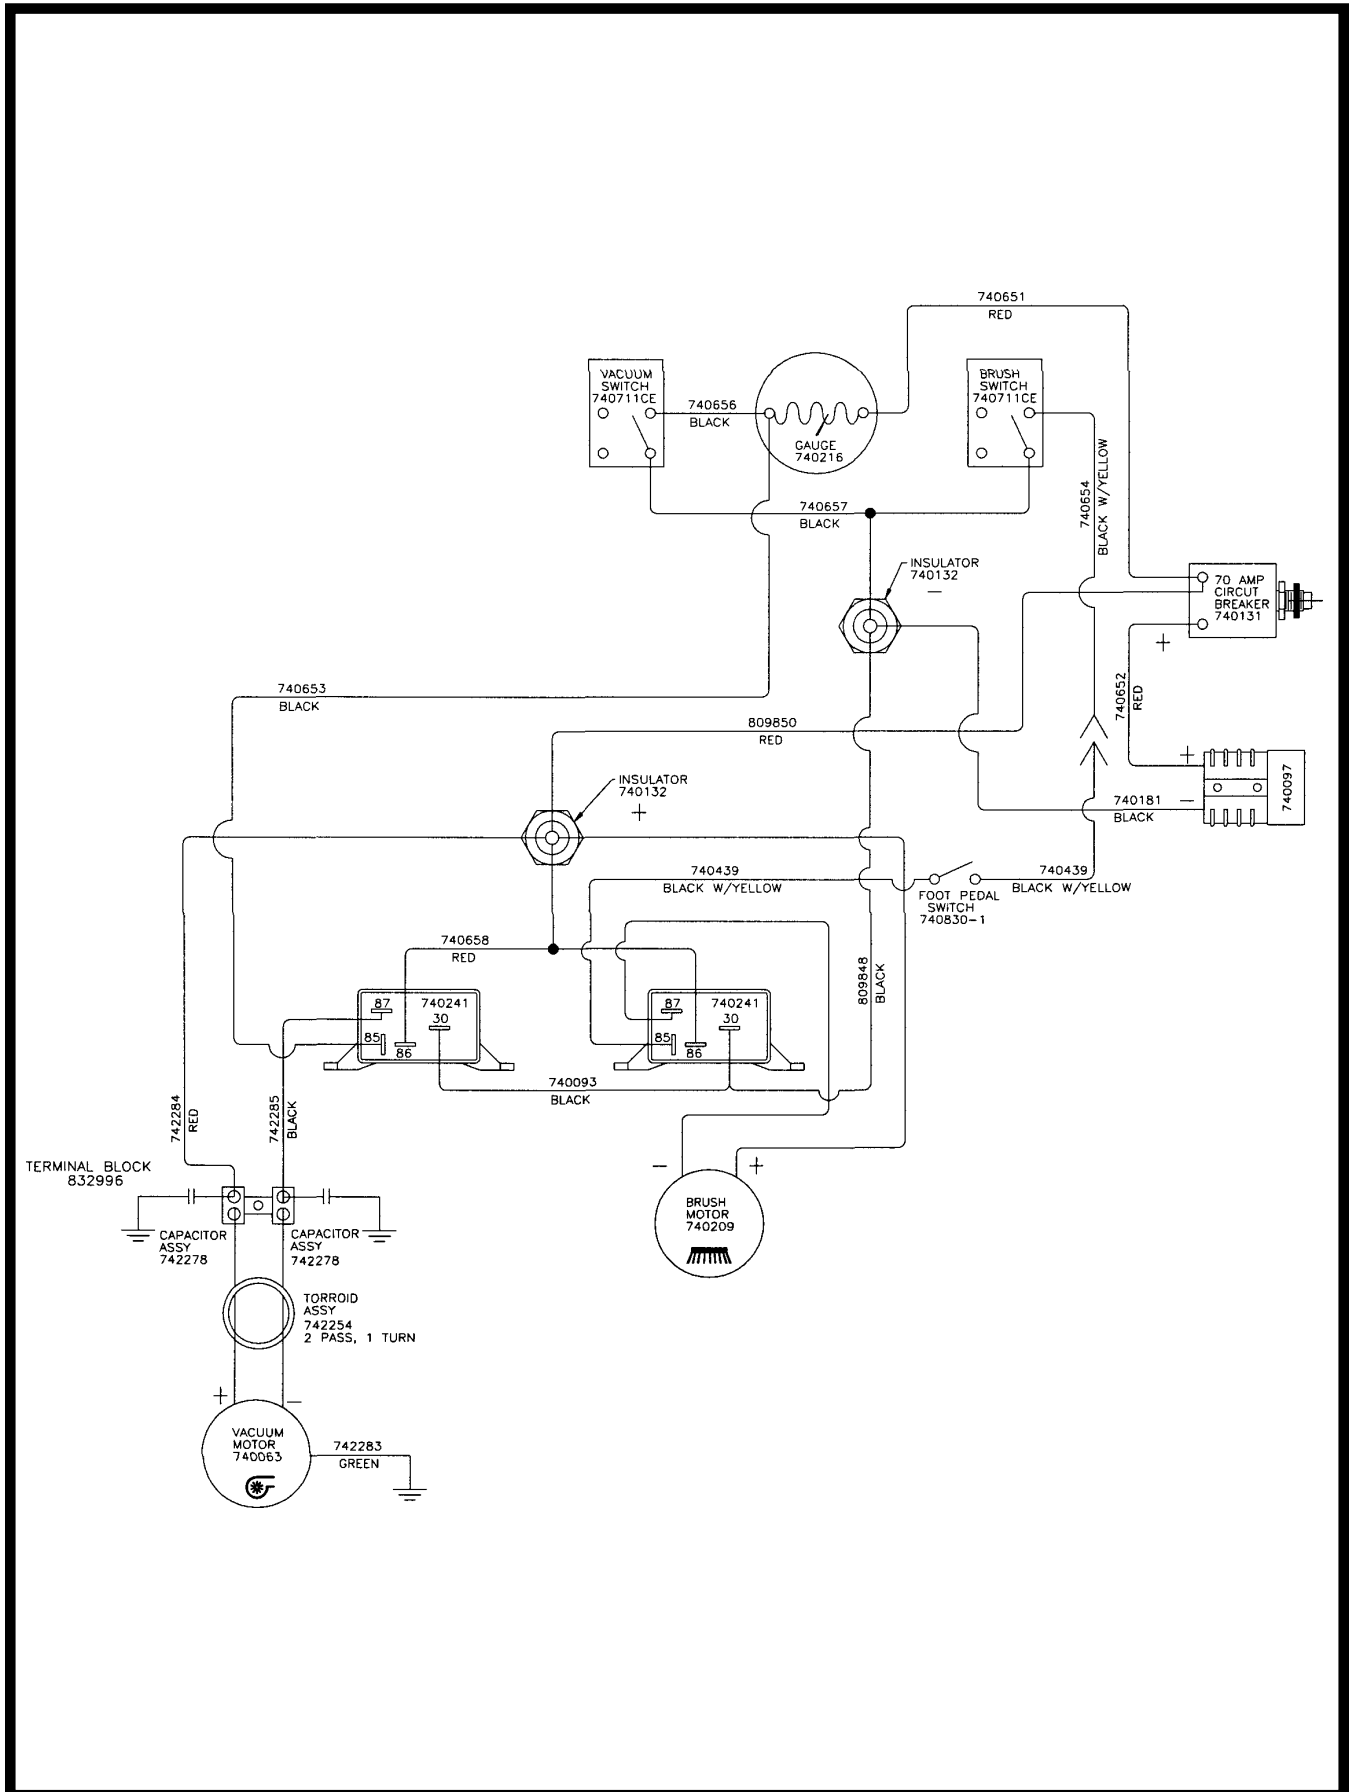 740651
RED
VACUUM
SWITCH
740711CE
740656
BLACK
GAUGE
740216
BRUSH
SWITCH
740711CE
740654
BLACK W/YELLOW
740657
BLACK
INSULATOR
740132
−
70 AMP
CIRCUT
BREAKER
740131
+
740652
RED
740653
BLACK
809850
RED
INSULATOR
740132
+
+
−
740097
740181
BLACK
740439
BLACK W/YELLOW
740439
BLACK W/YELLOW
FOOT PEDAL
SWITCH
740830-1
740658
RED
809848
BLACK
87
740241
30
85
86
87
740241
30
85
86
740093
BLACK
742284
RED
742285
BLACK
TERMINAL BLOCK
832996
CAPACITOR
ASSY
742278
CAPACITOR
ASSY
742278
−
+
BRUSH
MOTOR
740209
TORROID
ASSY
742254
2 PASS, 1 TURN
+
−
VACUUM
MOTOR
740063
742283
GREEN